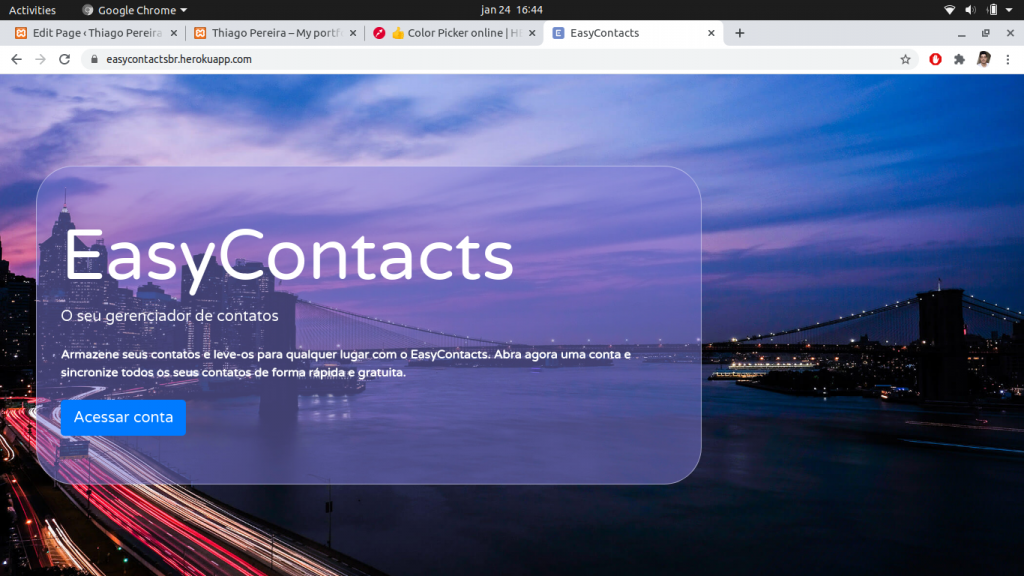 Activities Google Chrome jan 24 16:44
Edit Page ‹ Thiago Pereira Thiago Pereira – My portf 👍 Color Picker online | H EasyContacts
easycontactsbr.herokuapp.com
EasyContacts
O seu gerenciador de contatos
Armazene seus contatos e leve-os para qualquer lugar com o EasyContacts. Abra agora uma conta e
sincronize todos os seus contatos de forma rápida e gratuita.
Acessar conta